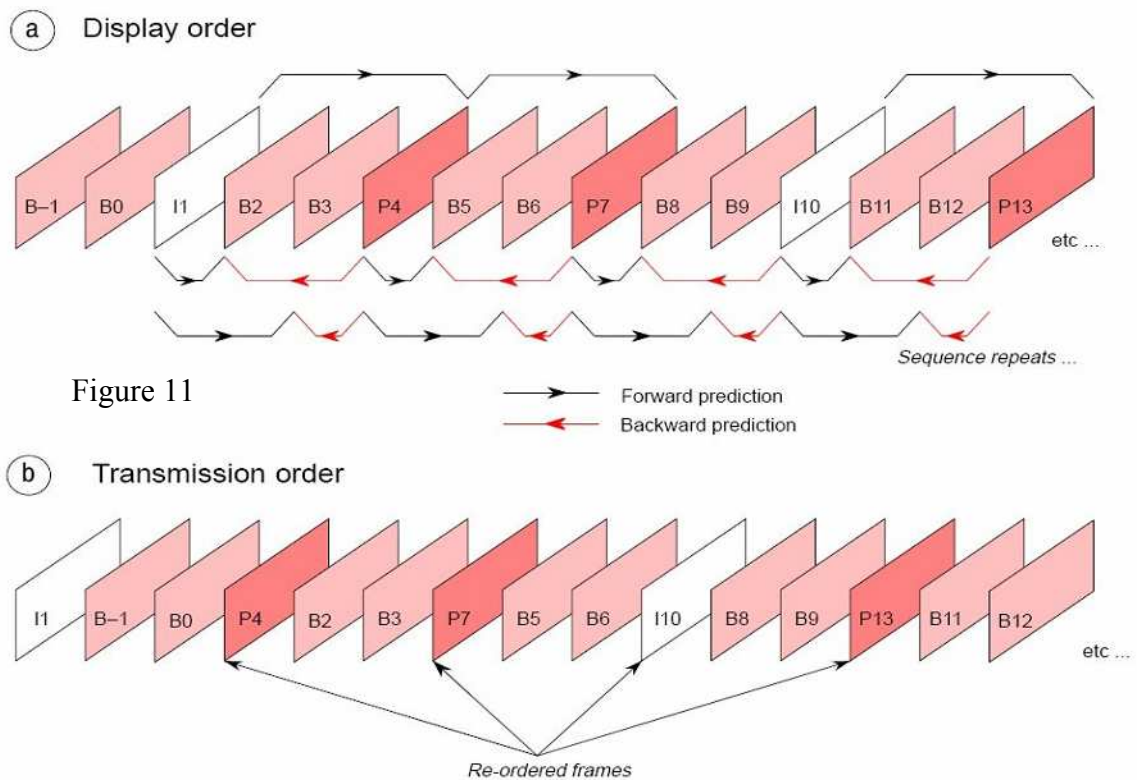 a Display order
B–1 B0 I1 B2 B3 P4 B5 B6 P7 B8 B9 I10 B11 B12 P13
etc ...
Sequence repeats ...
Figure 11
Forward prediction
Backward prediction
b Transmission order
I1 B–1 B0 P4 B2 B3 P7 B5 B6 I10 B8 B9 P13 B11 B12
etc ...
Re-ordered frames